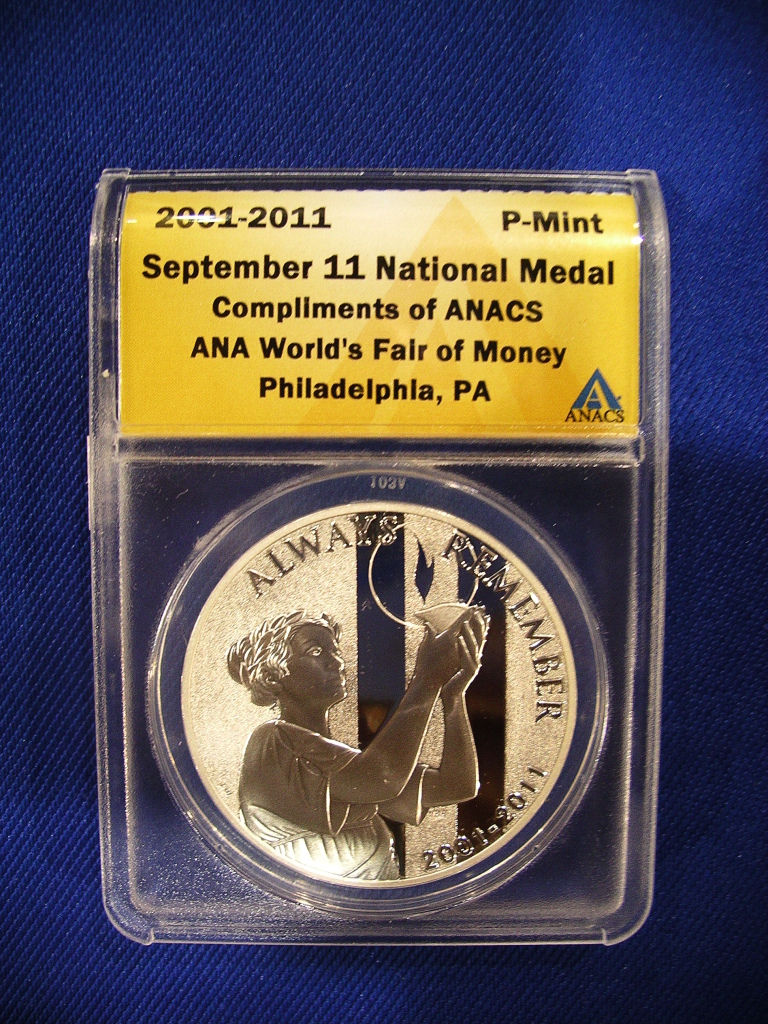 2001-2011 P-Mint
September 11 National Medal
Compliments of ANACS
ANA World's Fair of Money
Philadelphia, PA
ANACS
ALWAYS REMEMBER
2001-2011